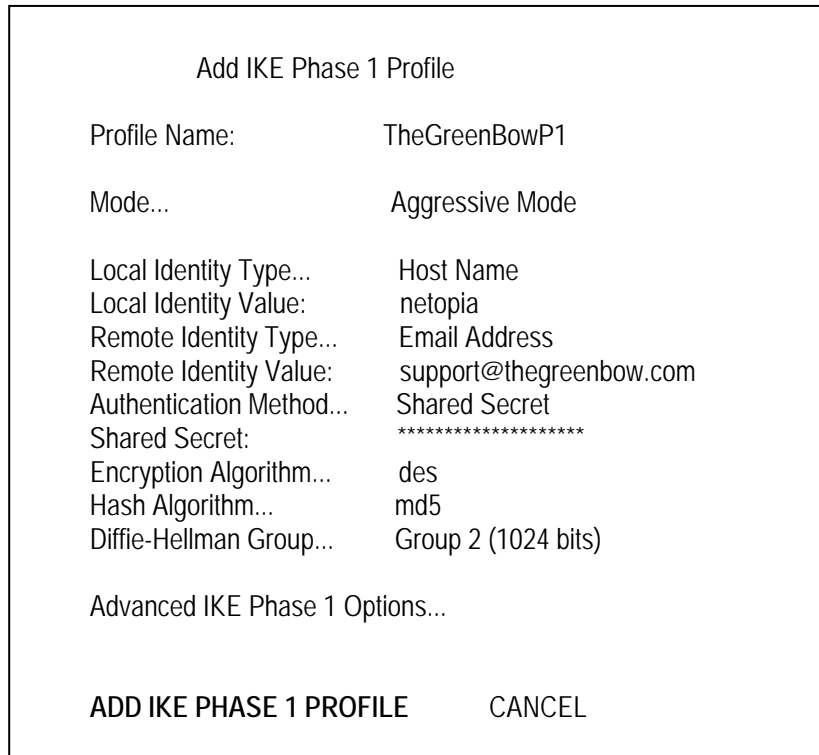 Add IKE Phase 1 Profile
Profile Name: TheGreenBowP1
Mode... Aggressive Mode
Local Identity Type... Host Name
Local Identity Value: netopia
Remote Identity Type... Email Address
Remote Identity Value: support@thegreenbow.com
Authentication Method... Shared Secret
Shared Secret: ********************
Encryption Algorithm... des
Hash Algorithm... md5
Diffie-Hellman Group... Group 2 (1024 bits)
Advanced IKE Phase 1 Options...
ADD IKE PHASE 1 PROFILE CANCEL